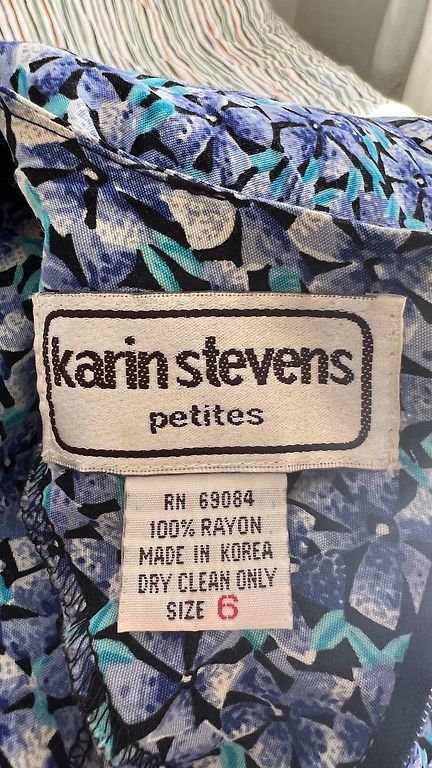 karin stevens
petites
RN 69084
100% RAYON
MADE IN KOREA
DRY CLEAN ONLY
SIZE 6